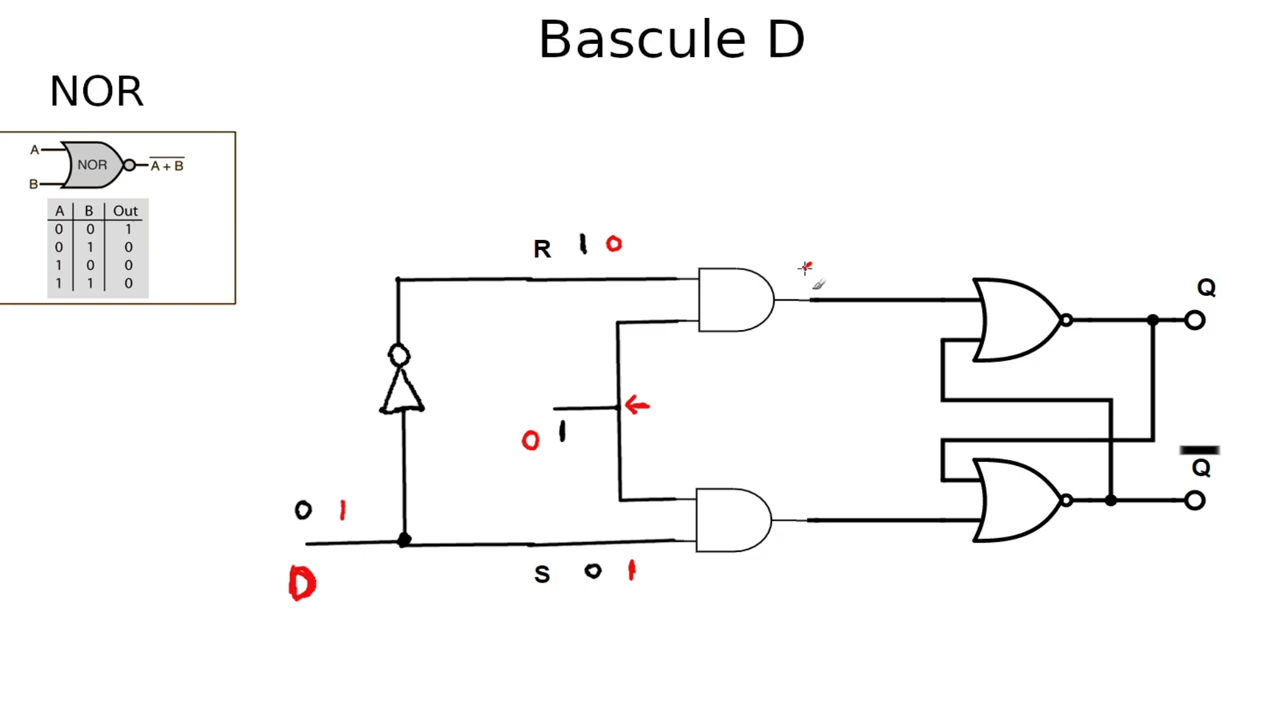 Bascule D
NOR
A
NOR
A + B
B
A B Out
0 0 1
0 1 0
1 0 0
1 1 0
R 1 0
Q
0 1
Q
0 1
D
S 0 1